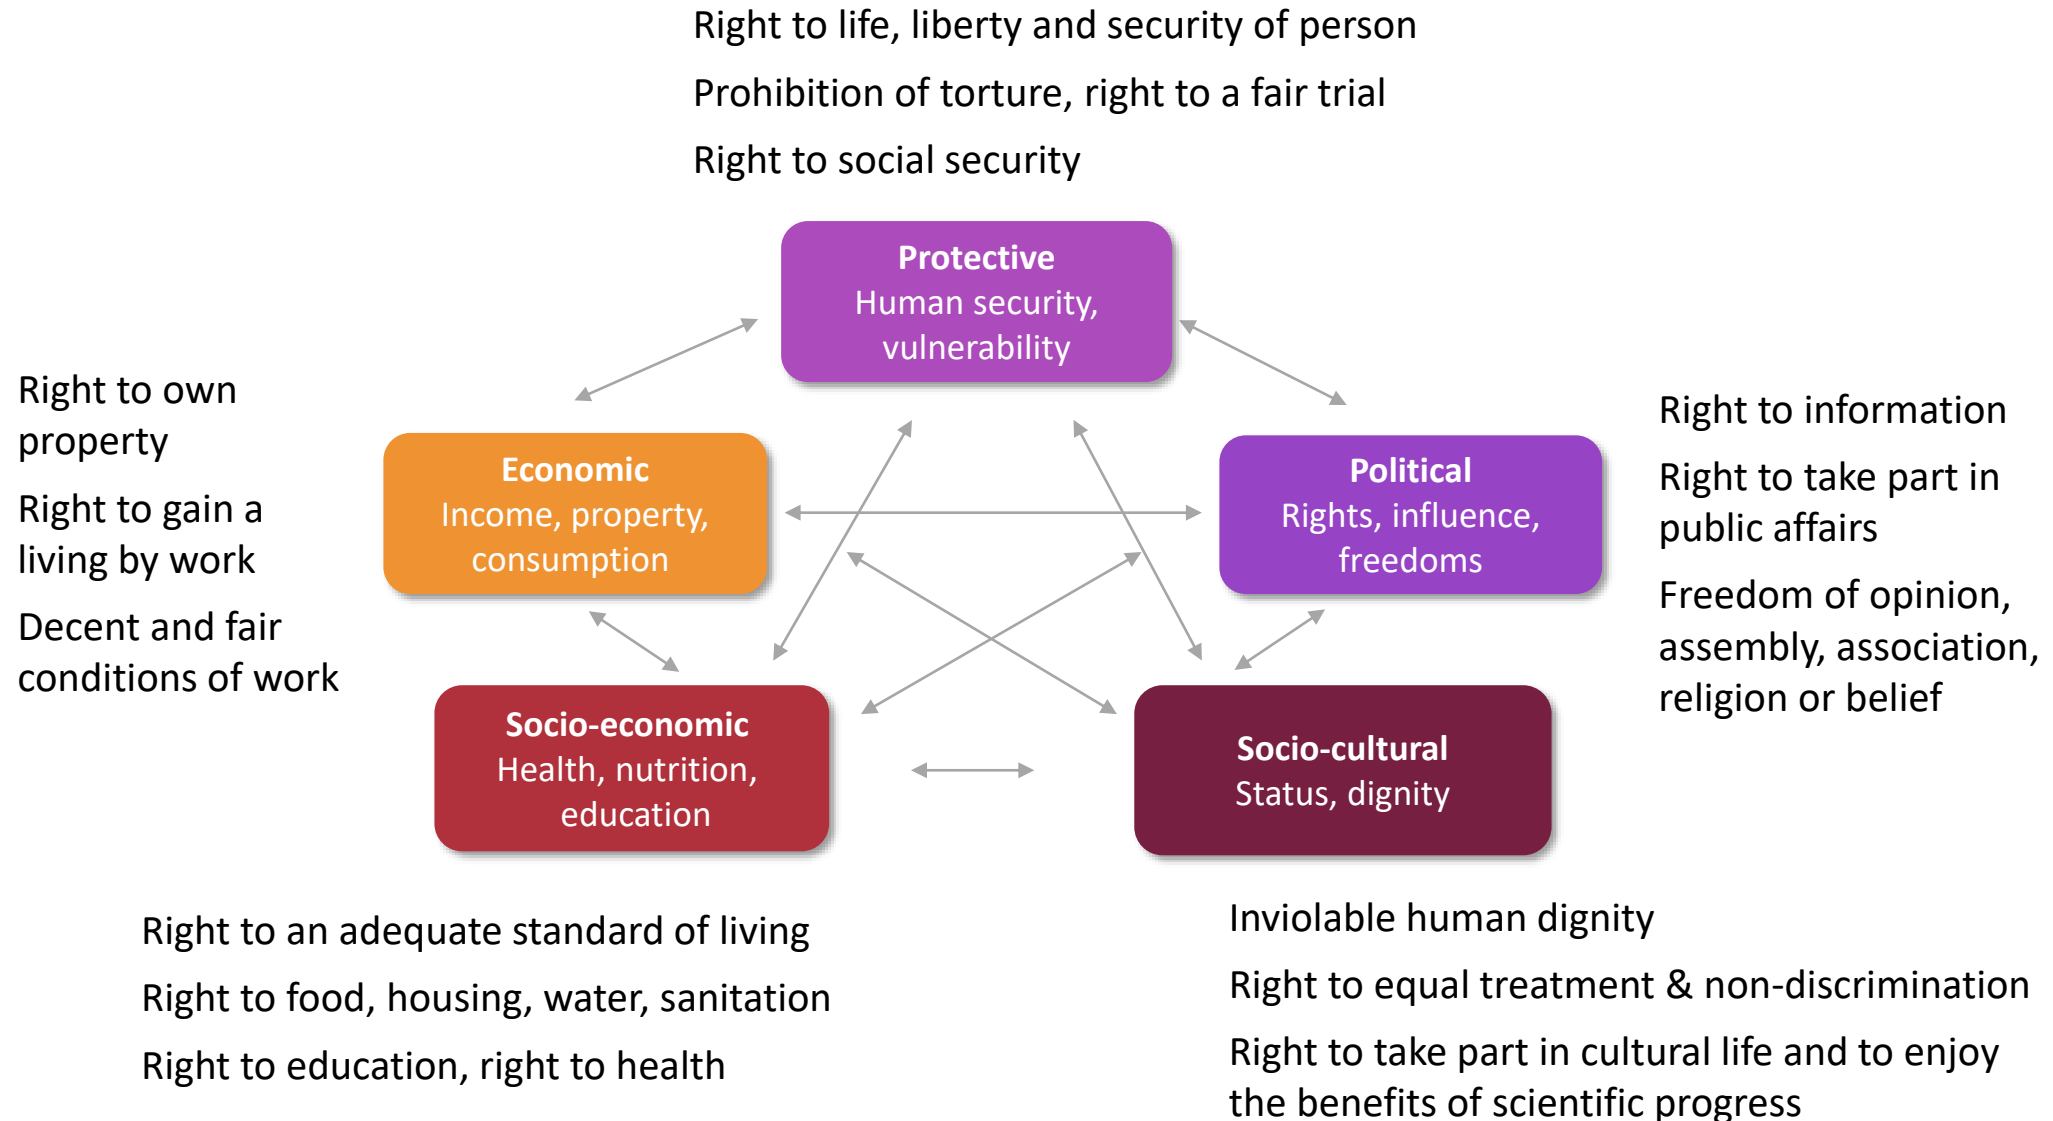 Right to life, liberty and security of person
Prohibition of torture, right to a fair trial
Right to social security
Protective
Human security,
vulnerability
Right to own
property
Right to gain a
living by work
Decent and fair
conditions of work
Economic
Income, property,
consumption
Political
Rights, influence,
freedoms
Right to information
Right to take part in
public affairs
Freedom of opinion,
assembly, association,
religion or belief
Socio-economic
Health, nutrition,
education
Socio-cultural
Status, dignity
Right to an adequate standard of living
Right to food, housing, water, sanitation
Right to education, right to health
Inviolable human dignity
Right to equal treatment & non-discrimination
Right to take part in cultural life and to enjoy
the benefits of scientific progress